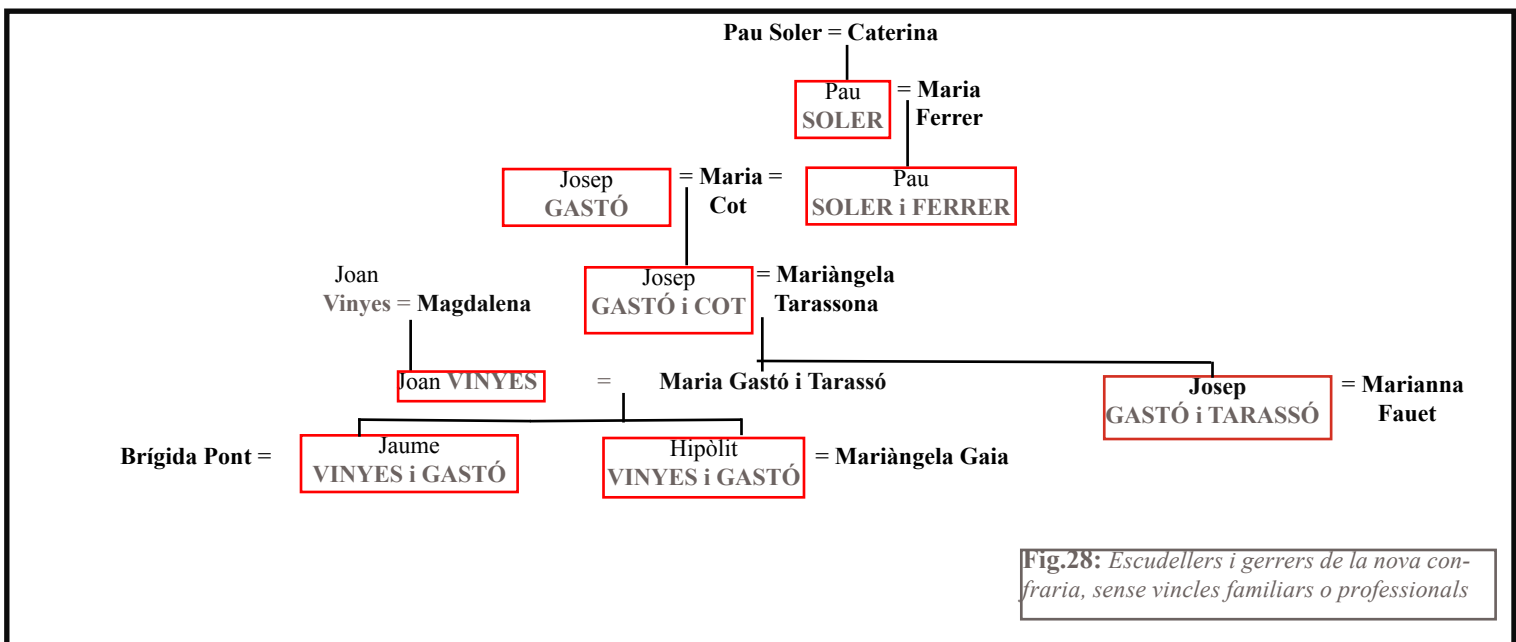 Pau Soler = Caterina
Pau = Maria
SOLER Ferrer
Josep = Maria = Pau
GASTÓ Cot SOLER i FERRER
Joan Josep = Mariàngela
Vinyes = Magdalena GASTÓ i COT Tarassona
Joan VINYES = Maria Gastó i Tarassó Josep = Marianna
GASTÓ i TARASSÓ Fauet
Brígida Pont = Jaume Hipòlit = Mariàngela Gaia
VINYES i GASTÓ VINYES i GASTÓ
Fig.28: Escudellers i gerrers de la nova con-
fraria, sense vincles familiars o professionals